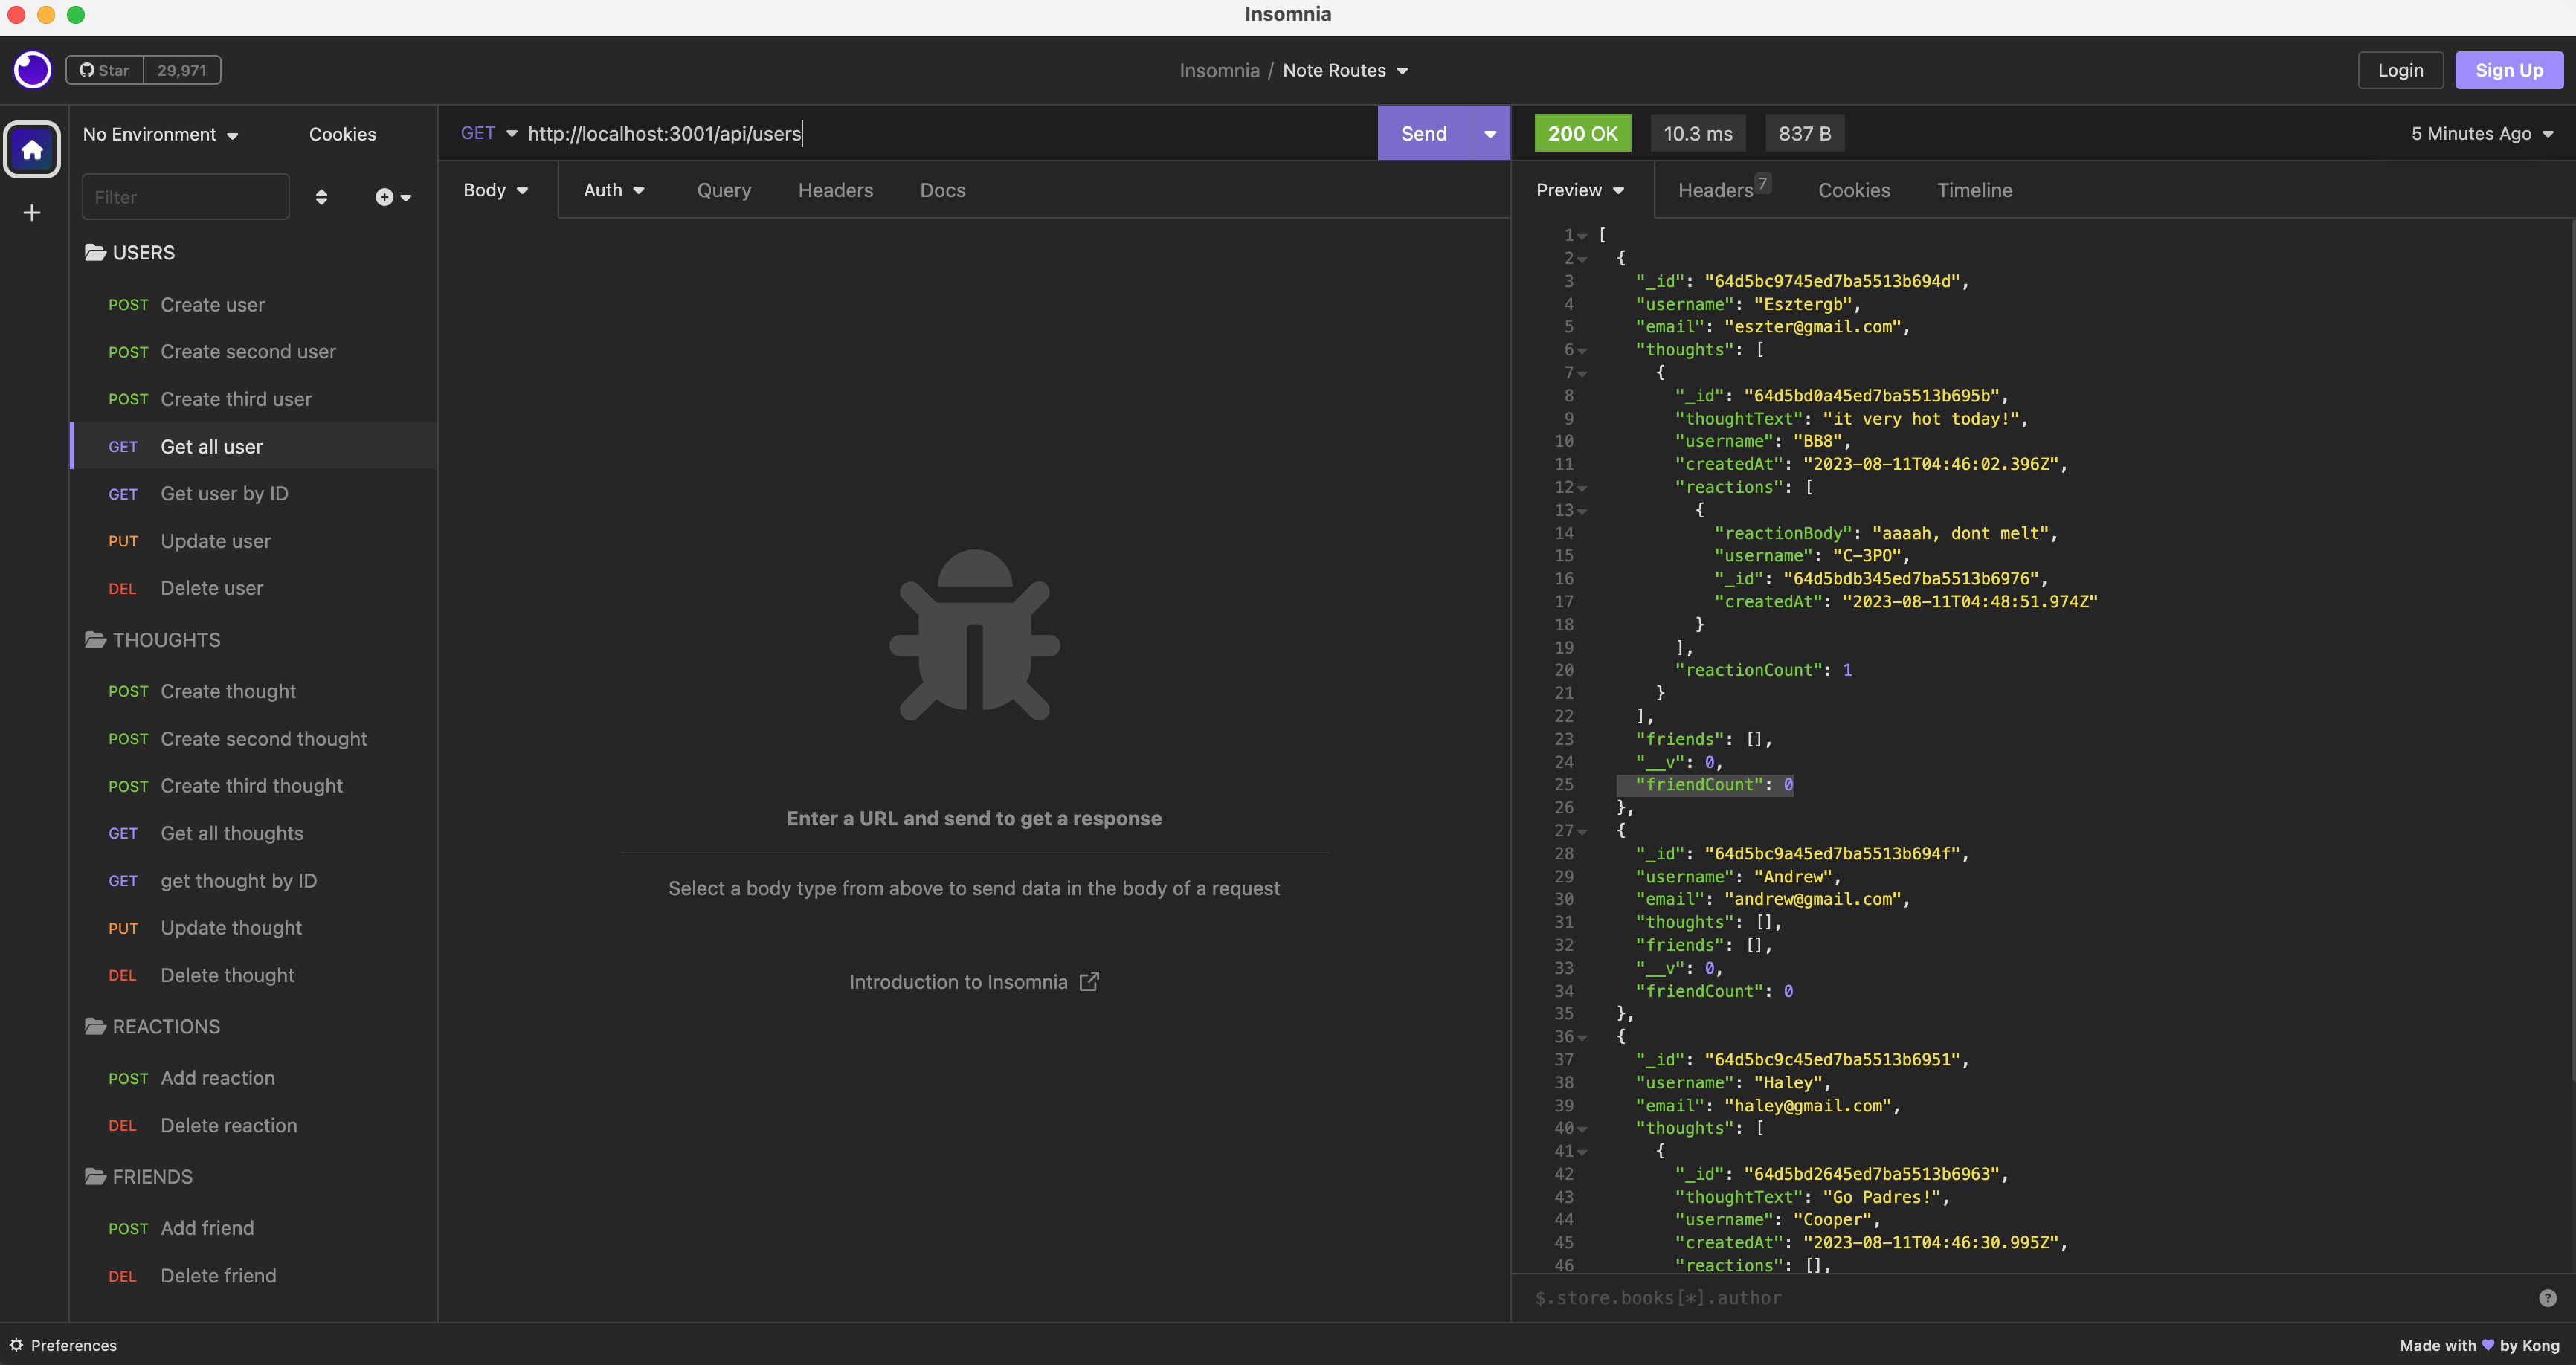 Insomnia
Star 29,971
Insomnia / Note Routes
Login
Sign Up
No Environment
Cookies
Filter
USERS
POST Create user
POST Create second user
POST Create third user
GET Get all user
GET Get user by ID
PUT Update user
DEL Delete user
THOUGHTS
POST Create thought
POST Create second thought
POST Create third thought
GET Get all thoughts
GET get thought by ID
PUT Update thought
DEL Delete thought
REACTIONS
POST Add reaction
DEL Delete reaction
FRIENDS
POST Add friend
DEL Delete friend
GET http://localhost:3001/api/users
Send
Body Auth Query Headers Docs
Enter a URL and send to get a response
Select a body type from above to send data in the body of a request
Introduction to Insomnia
200 OK 10.3 ms 837 B 5 Minutes Ago
Preview Headers 7 Cookies Timeline
1 [
2 {
3 "_id": "64d5bc9745ed7ba5513b694d",
4 "username": "Esztergb",
5 "email": "eszter@gmail.com",
6 "thoughts": [
7 {
8 "_id": "64d5bd0a45ed7ba5513b695b",
9 "thoughtText": "it very hot today!",
10 "username": "BB8",
11 "createdAt": "2023-08-11T04:46:02.396Z",
12 "reactions": [
13 {
14 "reactionBody": "aaaah, dont melt",
15 "username": "C-3PO",
16 "_id": "64d5bdb345ed7ba5513b6976",
17 "createdAt": "2023-08-11T04:48:51.974Z"
18 }
19 ],
20 "reactionCount": 1
21 }
22 ],
23 "friends": [],
24 "__v": 0,
25 "friendCount": 0
26 },
27 {
28 "_id": "64d5bc9a45ed7ba5513b694f",
29 "username": "Andrew",
30 "email": "andrew@gmail.com",
31 "thoughts": [],
32 "friends": [],
33 "__v": 0,
34 "friendCount": 0
35 },
36 {
37 "_id": "64d5bc9c45ed7ba5513b6951",
38 "username": "Haley",
39 "email": "haley@gmail.com",
40 "thoughts": [
41 {
42 "_id": "64d5bd2645ed7ba5513b6963",
43 "thoughtText": "Go Padres!",
44 "username": "Cooper",
45 "createdAt": "2023-08-11T04:46:30.995Z",
46 "reactions": [],
$.store.books[*].author
Preferences
Made with by Kong